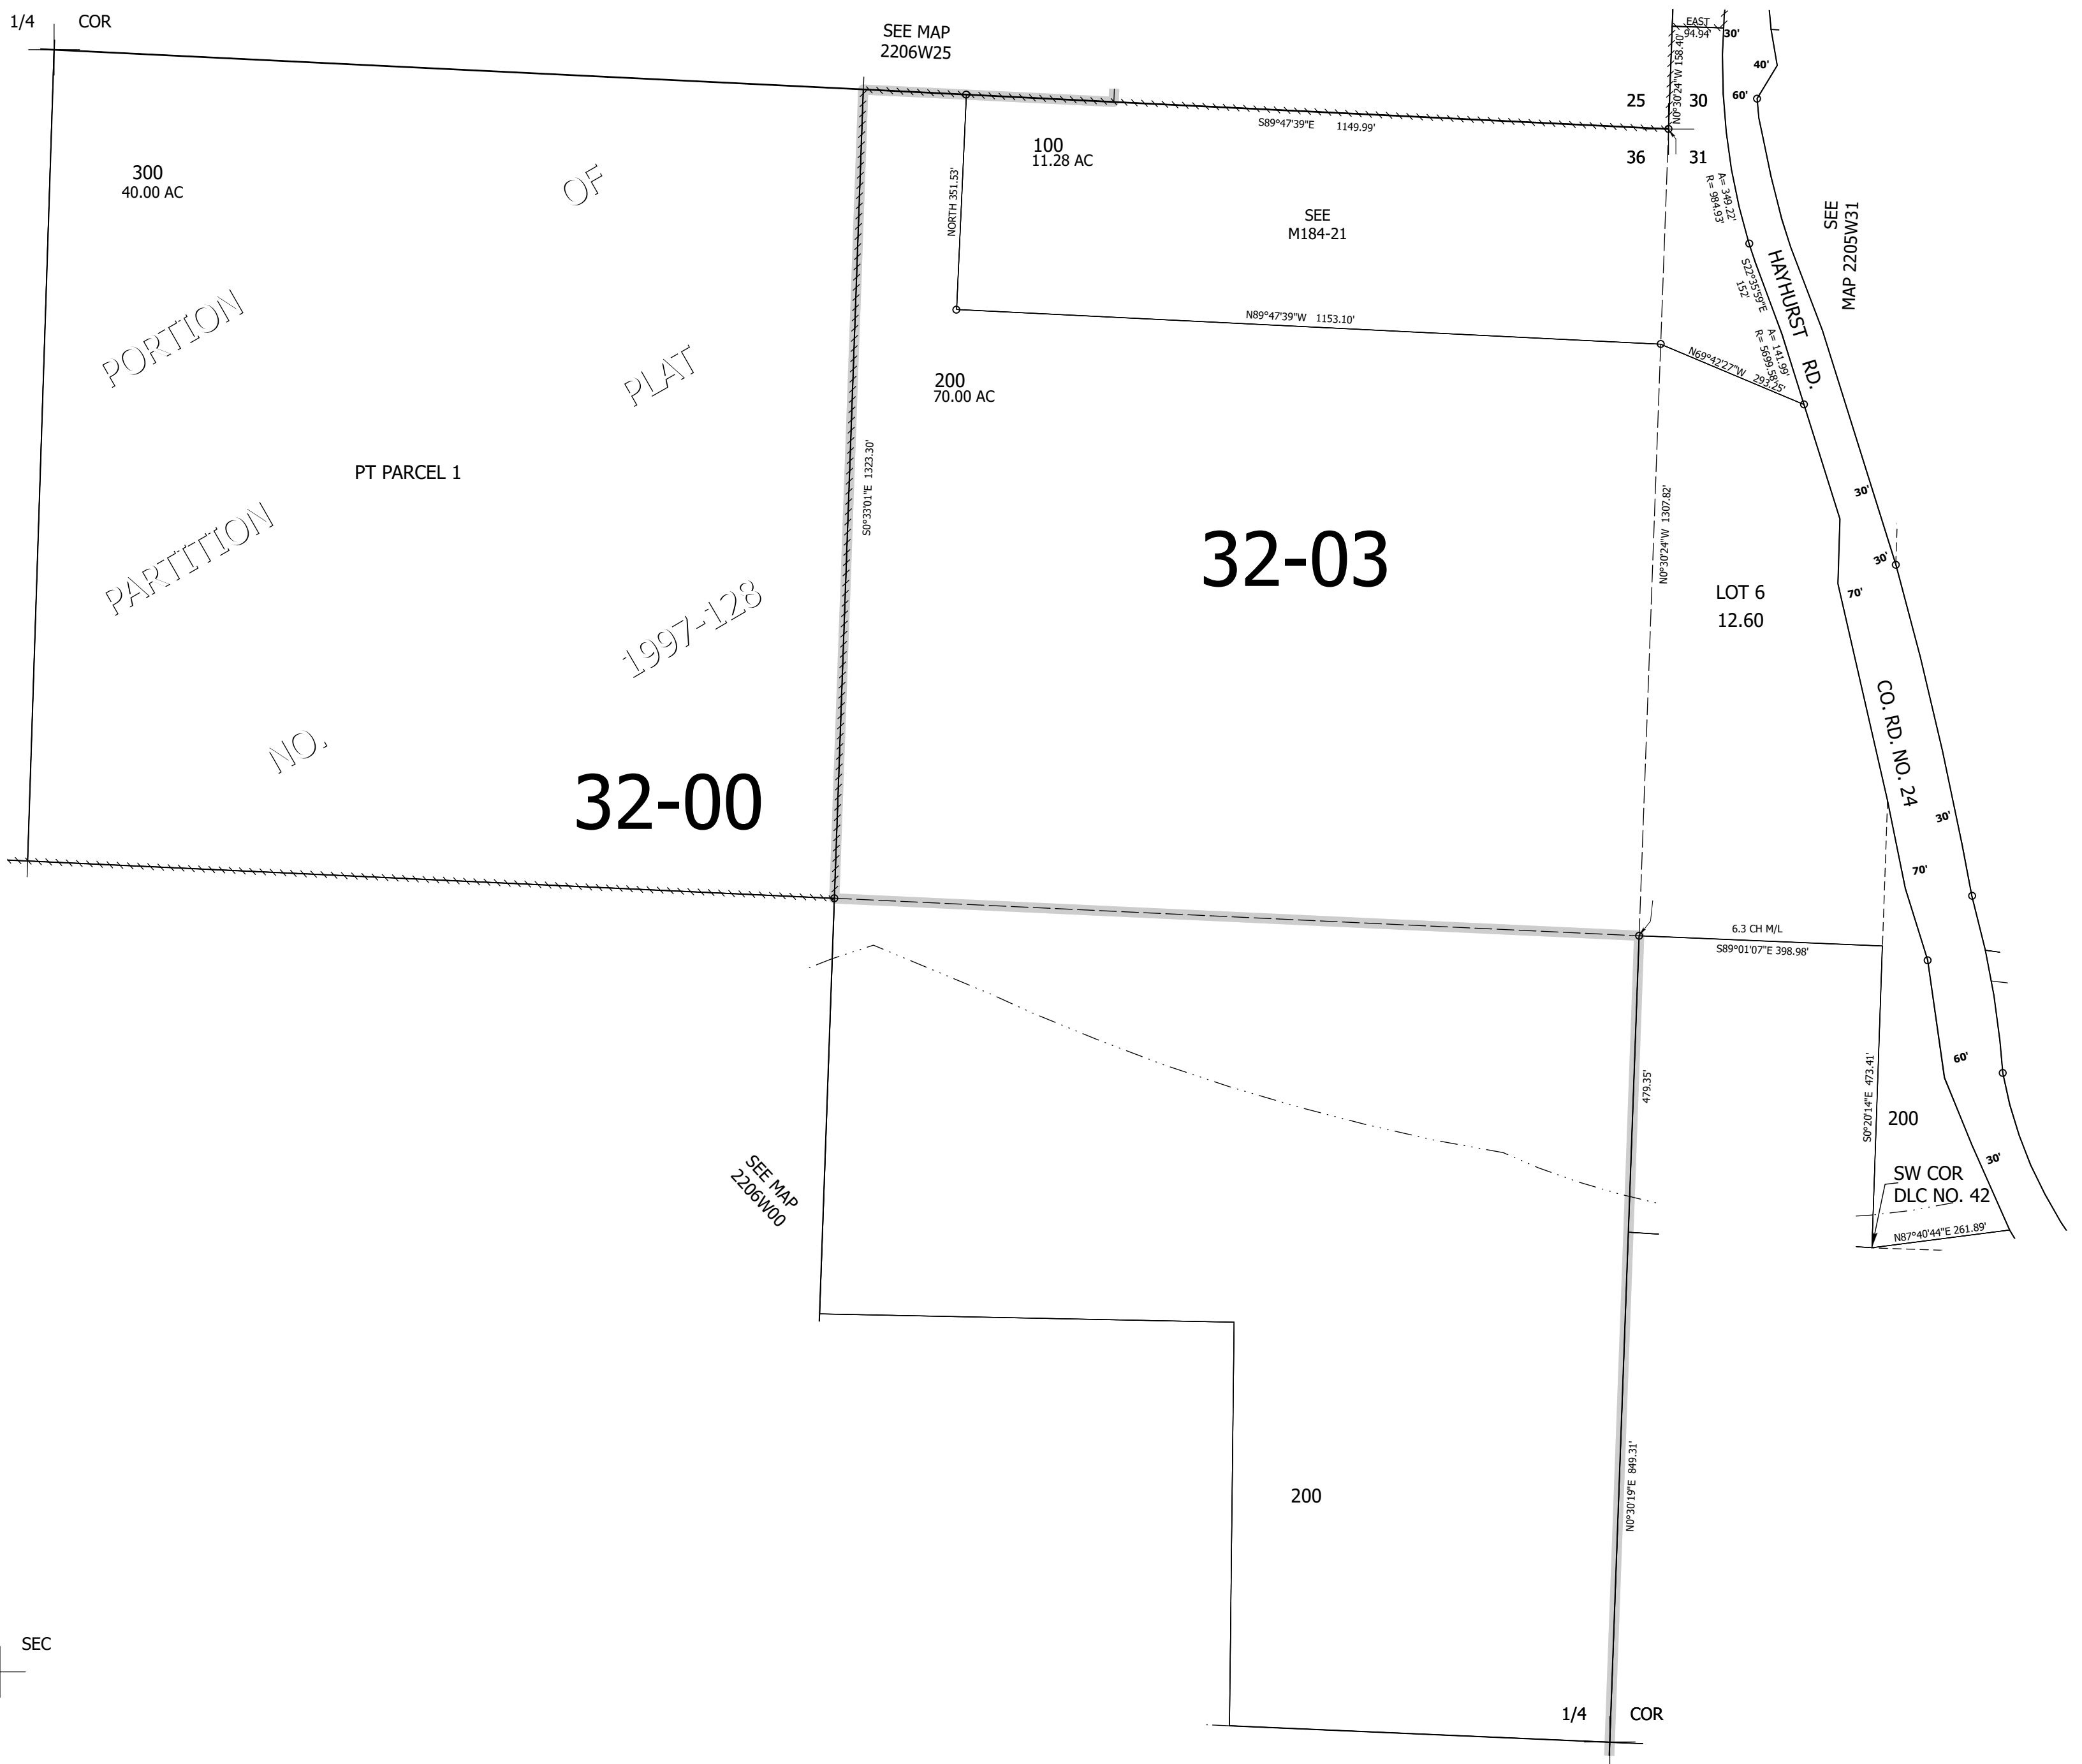 1/4 COR
SEE MAP
2206W25
EAST
94.94'
30'
40'
60'
N0°30'24"W 158.40'
25 30
36 31
S89°47'39"E 1149.99'
300
40.00 AC
100
11.28 AC
NORTH 351.53'
SEE
M184-21
A= 349.22'
R= 984.93'
SEE
MAP 2205W31
HAYHURST RD.
S22°35'59"E
152'
A= 141.99'
R= 5699.58'
N69°42'27"W 293.25'
N89°47'39"W 1153.10'
200
70.00 AC
PORTION
OF
PLAT
PT PARCEL 1
PARTITION
1997-128
NO.
S0°33'01"E 1323.30'
32-03
32-00
N0°30'24"W 1307.82'
LOT 6
12.60
30'
30'
70'
CO. RD. NO. 24
30'
70'
6.3 CH M/L
S89°01'07"E 398.98'
479.35'
S0°20'14"E 473.41'
60'
200
30'
SW COR
DLC NO. 42
N87°40'44"E 261.89'
SEE MAP
2206W00
N0°30'19"E 849.31'
200
SEC
1/4 COR